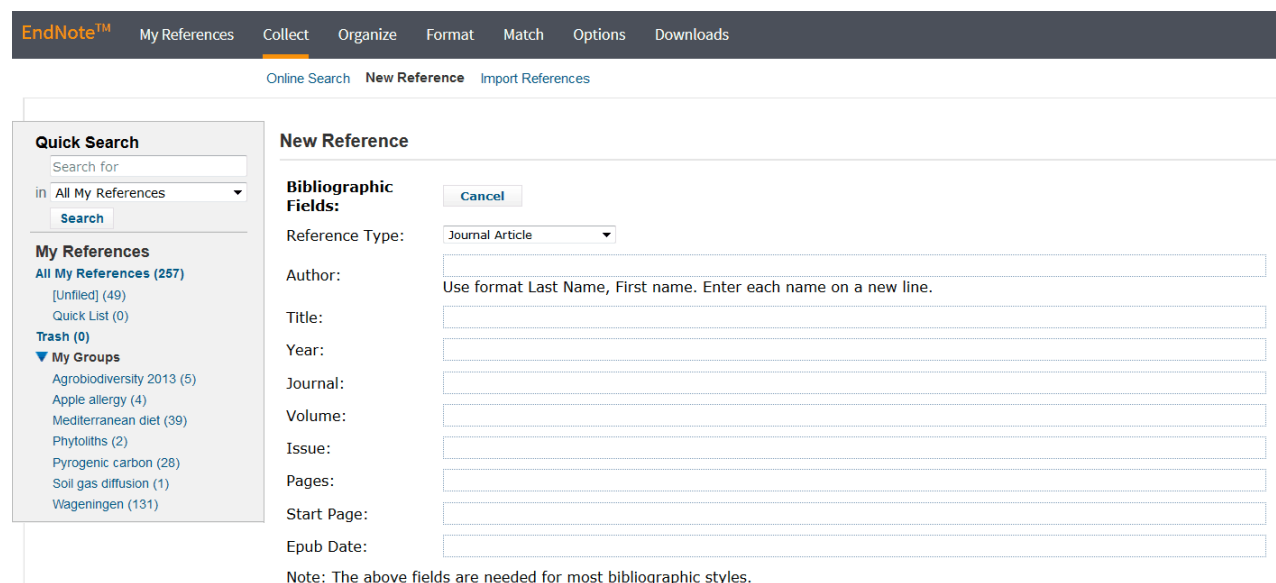 EndNote™ My References Collect Organize Format Match Options Downloads
Online Search New Reference Import References
Quick Search
Search for
in All My References
Search
My References
All My References (257)
[Unfiled] (49)
Quick List (0)
Trash (0)
My Groups
Agrobiodiversity 2013 (5)
Apple allergy (4)
Mediterranean diet (39)
Phytoliths (2)
Pyrogenic carbon (28)
Soil gas diffusion (1)
Wageningen (131)
New Reference
Bibliographic
Fields:
Cancel
Reference Type: Journal Article
Author:
Use format Last Name, First name. Enter each name on a new line.
Title:
Year:
Journal:
Volume:
Issue:
Pages:
Start Page:
Epub Date:
Note: The above fields are needed for most bibliographic styles.